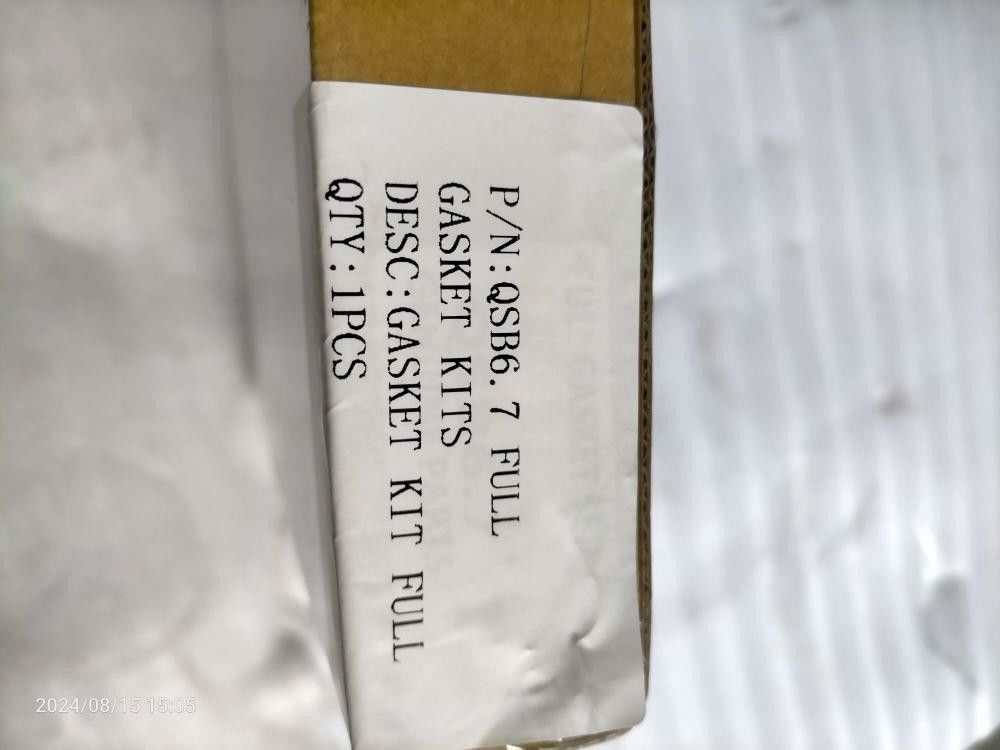 P/N:QSB6.7 FULL
GASKET KITS
DESC:GASKET KIT FULL
QTY:1PCS
2024/08/15 15:05